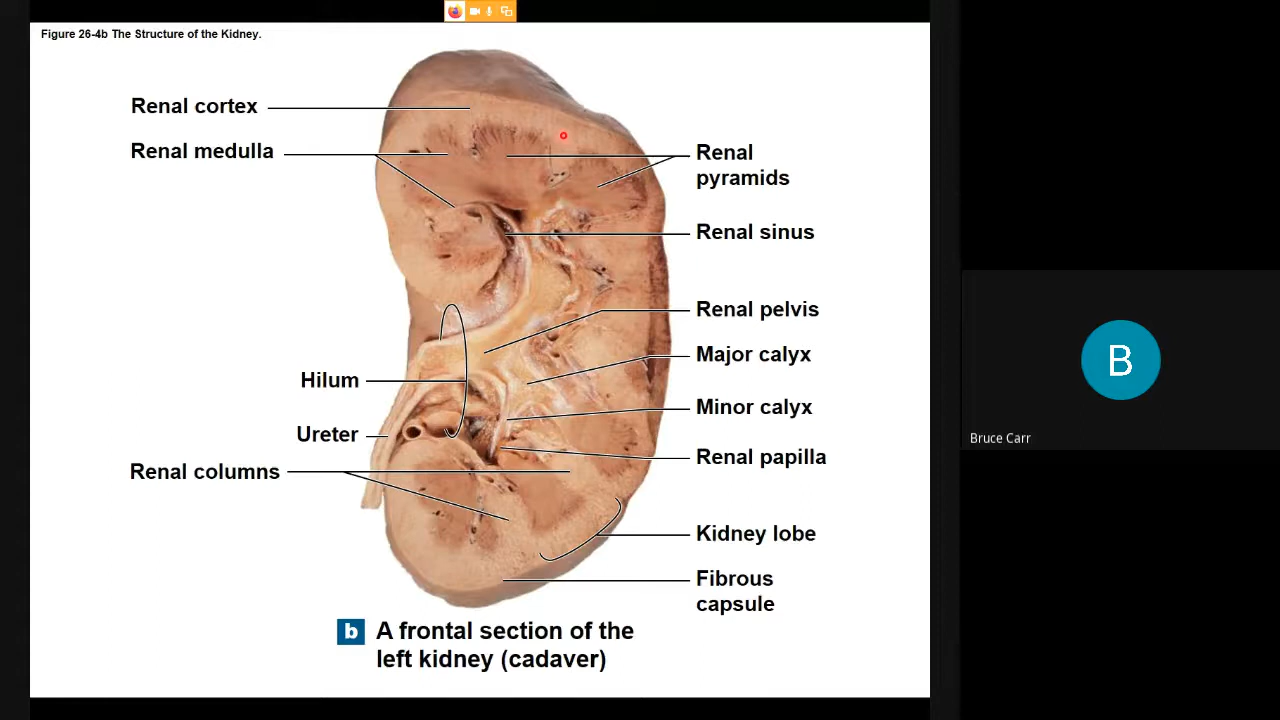 Figure 26-4b The Structure of the Kidney.
Renal cortex
Renal medulla
Renal
pyramids
Renal sinus
Renal pelvis
Major calyx
Hilum
Minor calyx
Ureter
Renal papilla
Renal columns
Kidney lobe
Fibrous
capsule
b A frontal section of the
left kidney (cadaver)
B
Bruce Carr